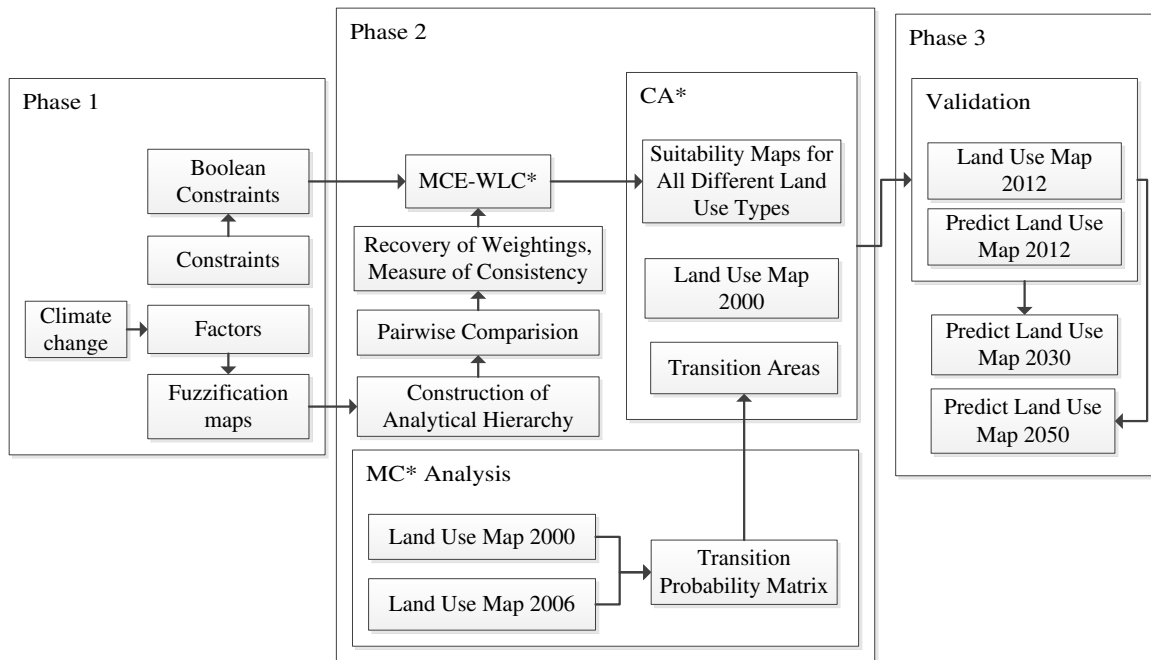 Phase 1
Boolean
Constraints
Constraints
Climate
change
Factors
Fuzzification
maps
Phase 2
MCE-WLC*
Recovery of Weightings,
Measure of Consistency
Pairwise Comparision
Construction of
Analytical Hierarchy
CA*
Suitability Maps for
All Different Land
Use Types
Land Use Map
2000
Transition Areas
MC* Analysis
Land Use Map 2000
Land Use Map 2006
Transition
Probability Matrix
Phase 3
Validation
Land Use Map
2012
Predict Land Use
Map 2012
Predict Land Use
Map 2030
Predict Land Use
Map 2050